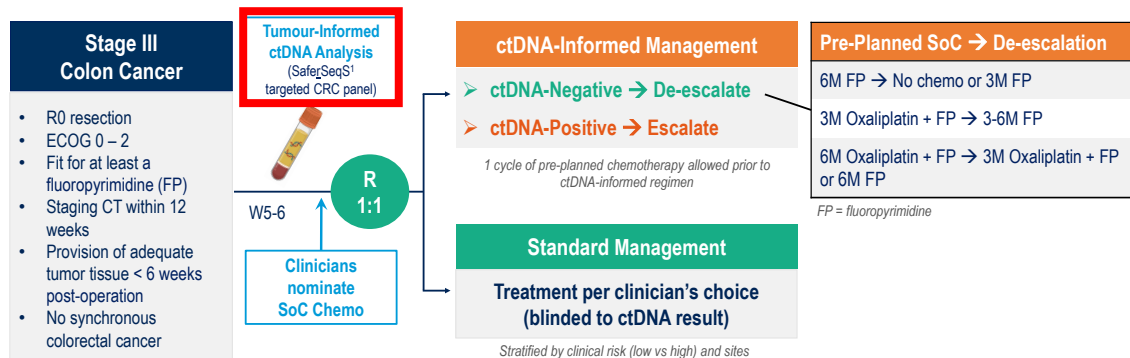 Stage III
Colon Cancer
• R0 resection
• ECOG 0 – 2
• Fit for at least a
fluoropyrimidine (FP)
• Staging CT within 12
weeks
• Provision of adequate
tumor tissue < 6 weeks
post-operation
• No synchronous
colorectal cancer
Tumour-Informed
ctDNA Analysis
(SaferSeqS¹
targeted CRC panel)
W5-6
R
1:1
Clinicians
nominate
SoC Chemo
ctDNA-Informed Management
➢ ctDNA-Negative → De-escalate
➢ ctDNA-Positive → Escalate
1 cycle of pre-planned chemotherapy allowed prior to
ctDNA-informed regimen
Standard Management
Treatment per clinician's choice
(blinded to ctDNA result)
Stratified by clinical risk (low vs high) and sites
Pre-Planned SoC → De-escalation
6M FP → No chemo or 3M FP
3M Oxaliplatin + FP → 3-6M FP
6M Oxaliplatin + FP → 3M Oxaliplatin + FP
or 6M FP
FP = fluoropyrimidine